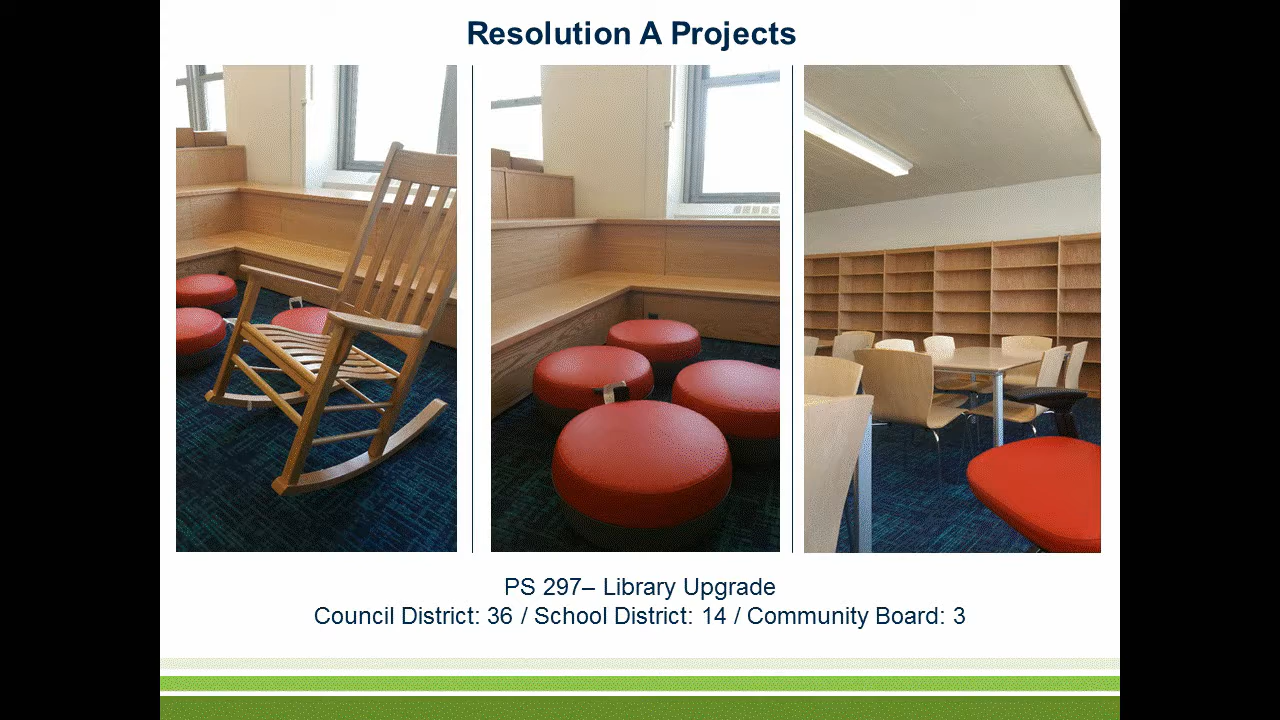 Resolution A Projects
PS 297– Library Upgrade
Council District: 36 / School District: 14 / Community Board: 3